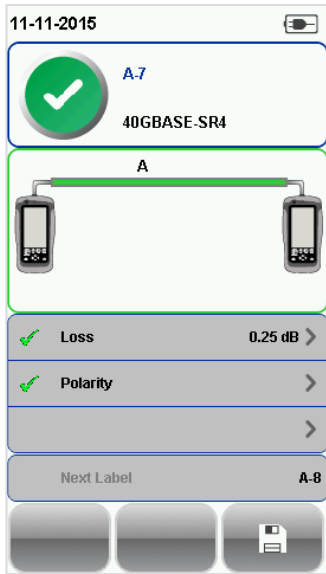 11-11-2015
A-7
40GBASE-SR4
A
Loss 0.25 dB
Polarity
Next Label A-8